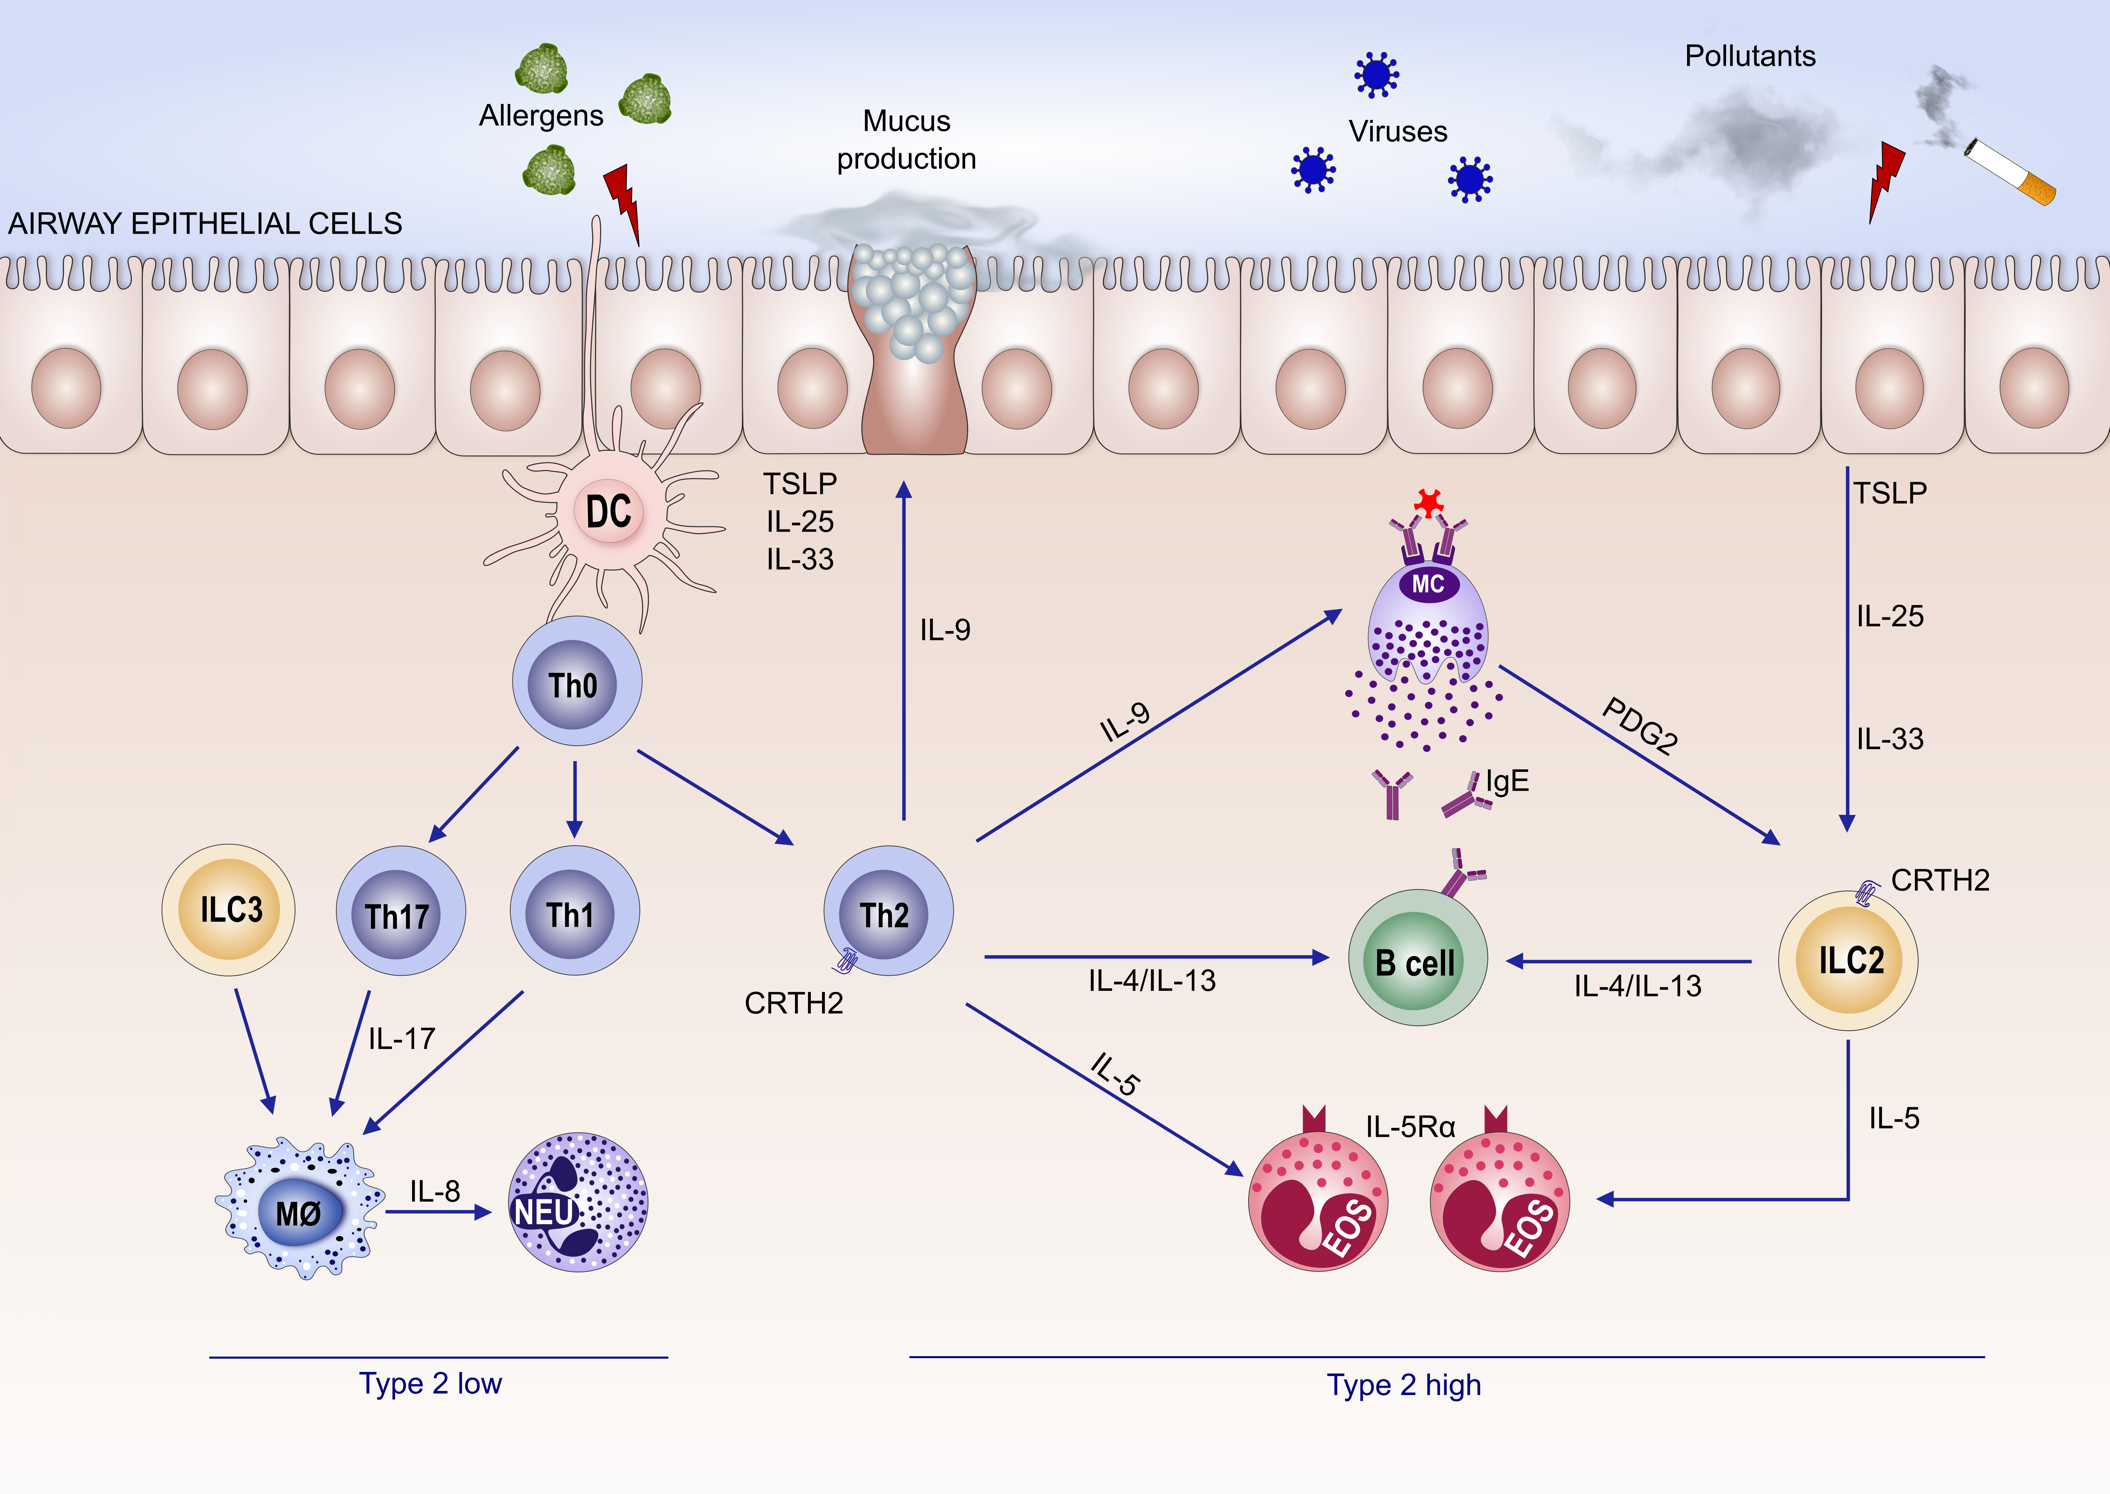 Pollutants
Allergens
Mucus
production
Viruses
AIRWAY EPITHELIAL CELLS
TSLP
IL-25
IL-33
DC
TSLP
IL-25
IL-33
MC
IL-9
Th0
IL-9
PDG2
IgE
CRTH2
ILC3
Th17
Th1
Th2
B cell
ILC2
CRTH2
IL-4/IL-13
IL-4/IL-13
IL-17
IL-5
IL-5Rα
IL-5
MØ
IL-8
NEU
EOS
EOS
Type 2 low
Type 2 high